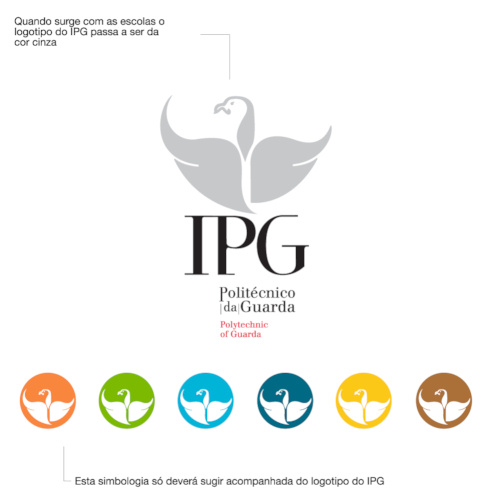 Quando surge com as escolas o
logotipo do IPG passa a ser da
cor cinza
IPG
Politécnico
|da|Guarda
Polytechnic
of Guarda
Esta simbologia só deverá sugir acompanhada do logotipo do IPG